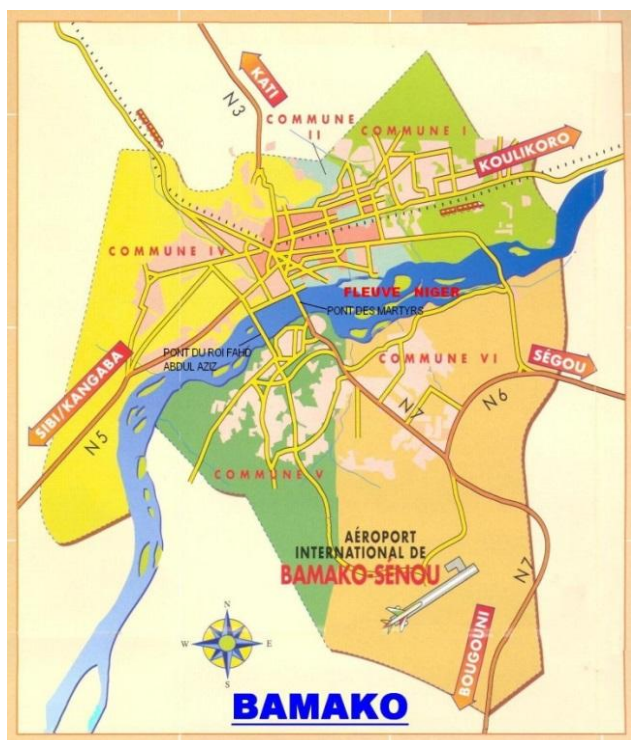 KATI
N3
COMMUNE
II
COMMUNE I
KOULIKORO
COMMUNE IV
FLEUVE NIGER
PONT DES MARTYRS
PONT DU ROI FAHD
ABDUL AZIZ
COMMUNE VI
SÉGOU
SIBI/KANGABA
N5
N7
N6
COMMUNE V
AÉROPORT
INTERNATIONAL DE
BAMAKO-SENOU
N7
BOUGOUNI
N
W
E
S
BAMAKO